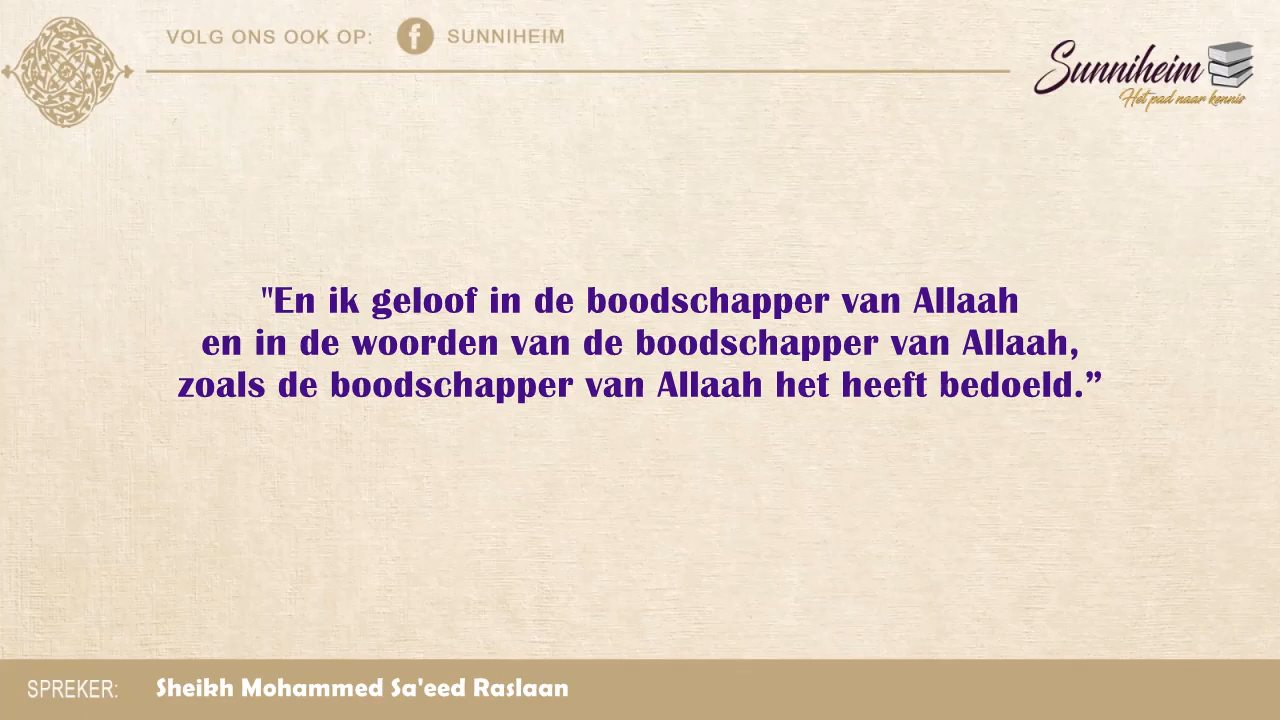 VOLG ONS OOK OP: f SUNNIHEIM
Sunniheim
Het pad naar kennis
"En ik geloof in de boodschapper van Allaah
en in de woorden van de boodschapper van Allaah,
zoals de boodschapper van Allaah het heeft bedoeld.”
SPREKER: Sheikh Mohammed Sa'eed Raslaan